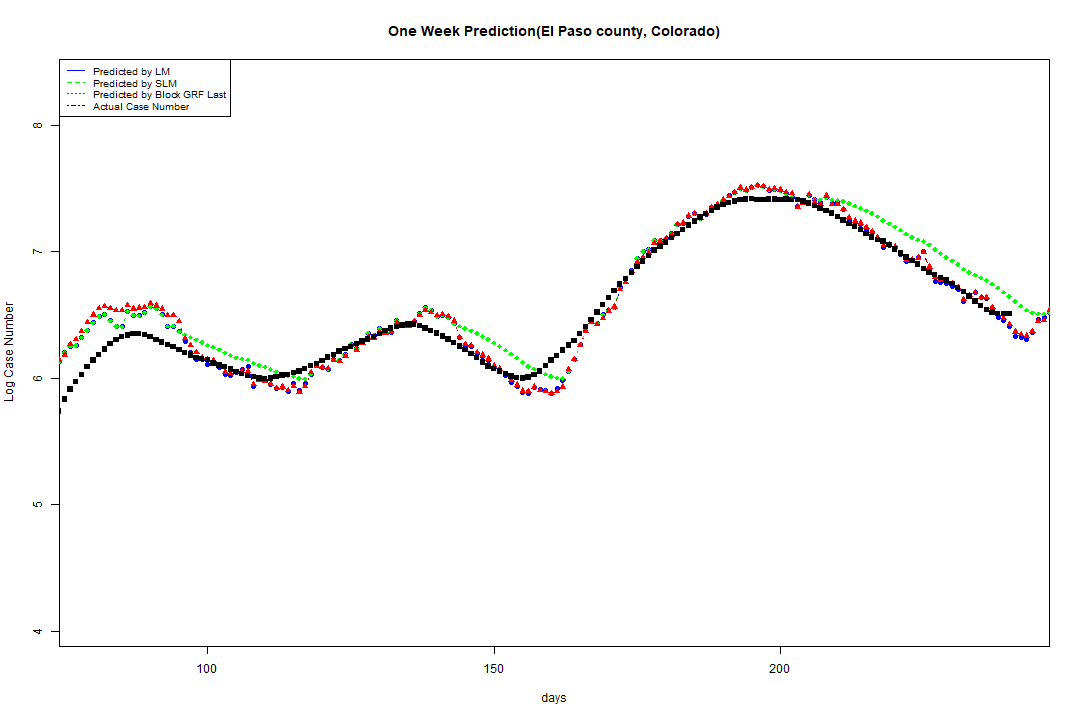 One Week Prediction(El Paso county, Colorado)
Predicted by LM
Predicted by SLM
Predicted by Block GRF Last
Actual Case Number
8
7
6
5
4
Log Case Number
100
150
200
days